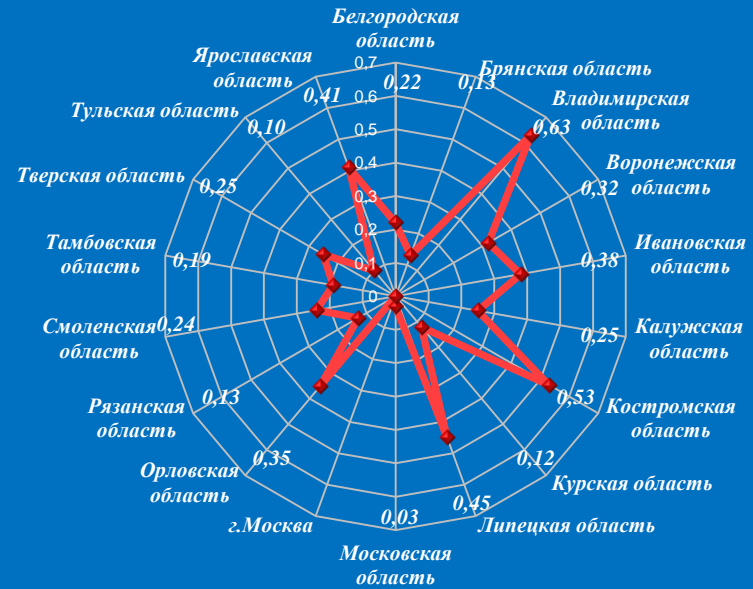 Белгородская
область
0,22
Брянская область
0,13
Владимирская
область
0,63
Воронежская
область
0,32
Ивановская
область
0,38
Калужская
область
0,25
Костромская
область
0,53
Курская область
0,12
Липецкая область
0,45
Московская
область
0,03
г.Москва
Орловская
область
0,35
Рязанская
область
0,13
Смоленская
область
0,24
Тамбовская
область
0,19
Тверская область
0,25
Тульская область
0,10
Ярославская
область
0,41
0,7
0,6
0,5
0,4
0,3
0,2
0,1
0